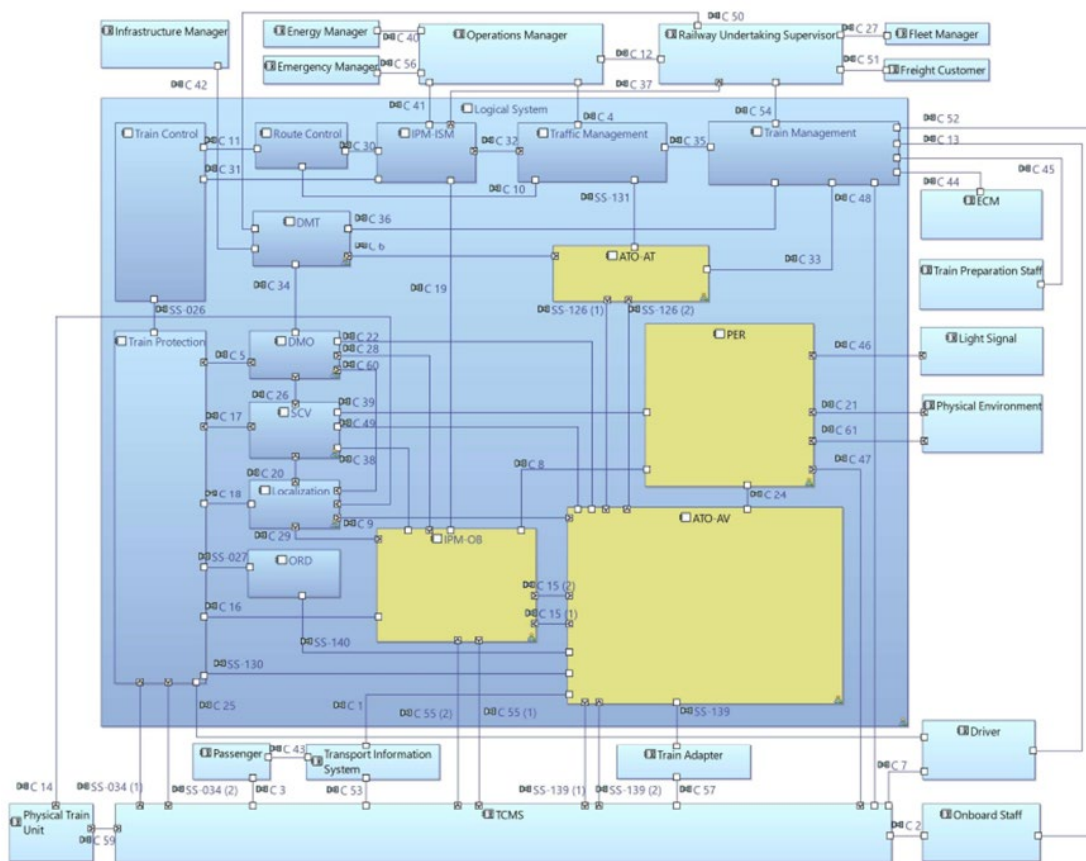 C 50
Infrastructure Manager
Energy Manager
C 40
Operations Manager
Railway Undertaking Supervisor
C 27
Fleet Manager
Emergency Manager
C 56
C 12
C 51
Freight Customer
C 42
C 41
C 37
Logical System
C 4
C 54
C 52
Train Control
C 11
Route Control
C 30
IPM-ISM
C 32
Traffic Management
C 35
Train Management
C 13
C 31
C 10
SS-131
C 48
C 45
C 44
ECM
DMT
C 36
C 6
ATO-AT
C 33
C 34
C 19
Train Preparation Staff
SS-026
SS-126 (1)
SS-126 (2)
Train Protection
C 5
DMO
C 22
C 28
C 60
PER
C 46
Light Signal
C 26
C 17
SCV
C 39
C 49
C 38
C 21
C 61
Physical Environment
C 20
C 8
C 47
C 18
Localization
C 9
C 24
ATO-AV
C 29
IPM-OB
SS-027
ORD
C 15 (2)
C 16
C 15 (1)
SS-140
SS-130
C 25
C 1
C 55 (2)
C 55 (1)
SS-139
Passenger
C 43
Transport Information
System
Train Adapter
Driver
C 14
SS-034 (1)
SS-034 (2)
C 3
C 53
SS-139 (1)
SS-139 (2)
C 57
C 7
Physical Train
Unit
C 59
TCMS
C 2
Onboard Staff